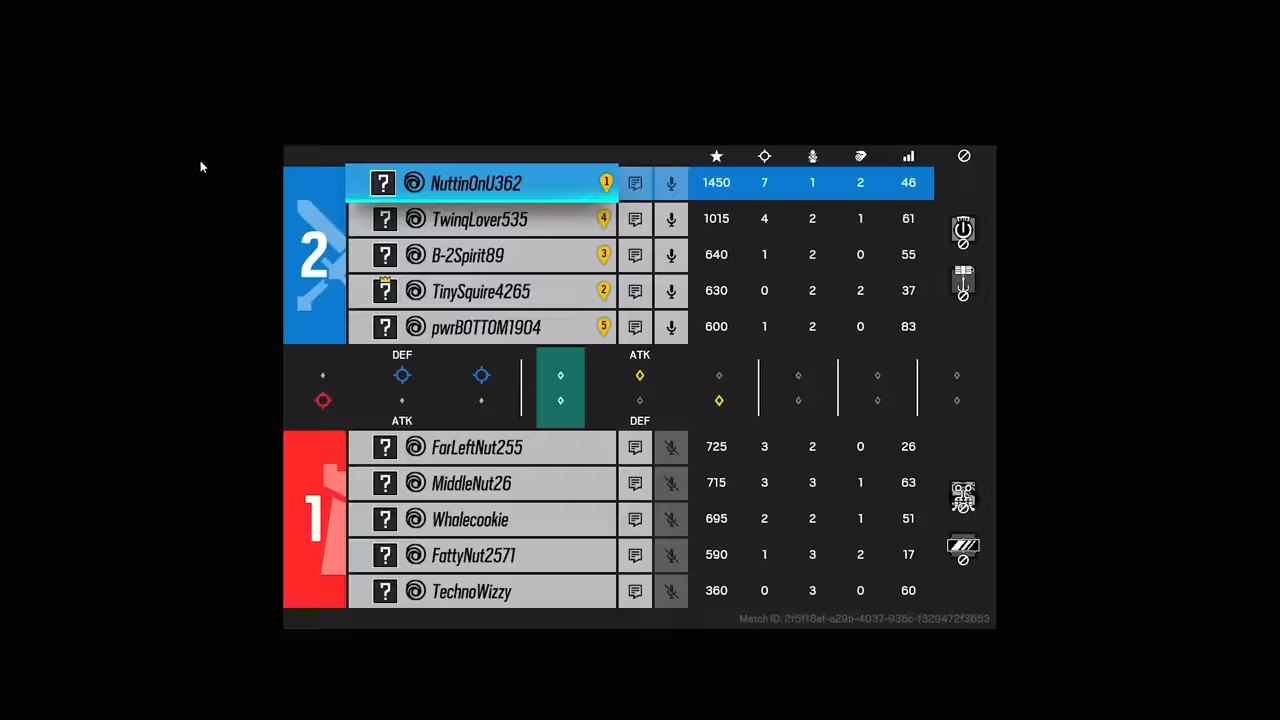 2
? NuttinOnU362 1 1450 7 1 2 46
? TwinqLover535 4 1015 4 2 1 61
? B-2Spirit89 3 640 1 2 0 55
? TinySquire4265 2 630 0 2 2 37
? pwrBOTTOM1904 5 600 1 2 0 83
DEF ATK
ATK DEF
1
? FarLeftNut255 725 3 2 0 26
? MiddleNut26 715 3 3 1 63
? Whalecookie 695 2 2 1 51
? FattyNut2571 590 1 3 2 17
? TechnoWizzy 360 0 3 0 60
Match ID: